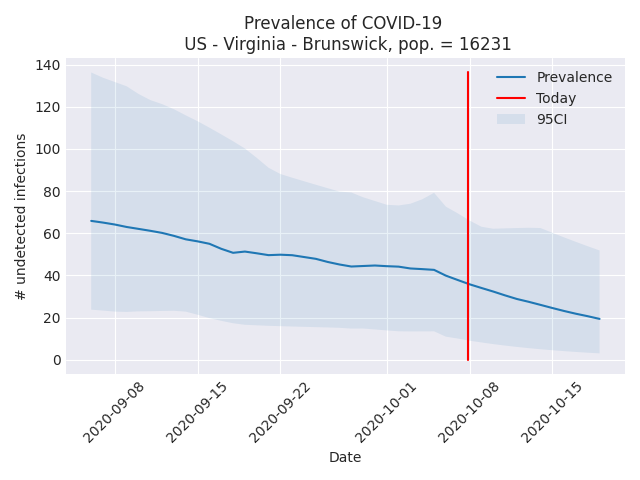 Prevalence of COVID-19
US - Virginia - Brunswick, pop. = 16231
140
120
100
80
60
40
20
0
# undetected infections
Prevalence
Today
95CI
2020-09-08
2020-09-15
2020-09-22
2020-10-01
2020-10-08
2020-10-15
Date